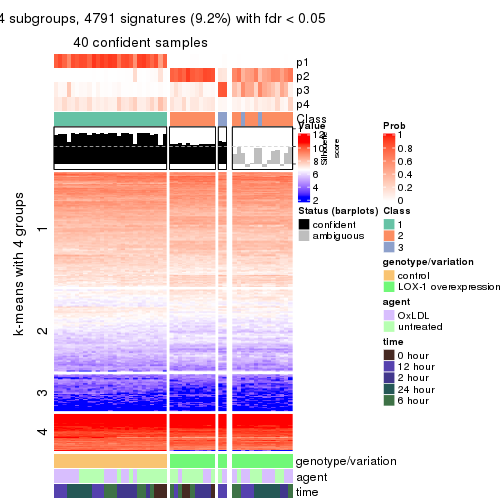 4 subgroups, 4791 signatures (9.2%) with fdr < 0.05
40 confident samples
p1
p2
p3
p4
Class
Silhouette score
k-means with 4 groups
1
2
3
4
genotype/variation
agent
time
Value
12
10
8
6
4
2
Prob
1
0.8
0.6
0.4
0.2
0
Status (barplots)
confident
ambiguous
Class
1
2
3
genotype/variation
control
LOX-1 overexpression
agent
OxLDL
untreated
time
0 hour
12 hour
2 hour
24 hour
6 hour